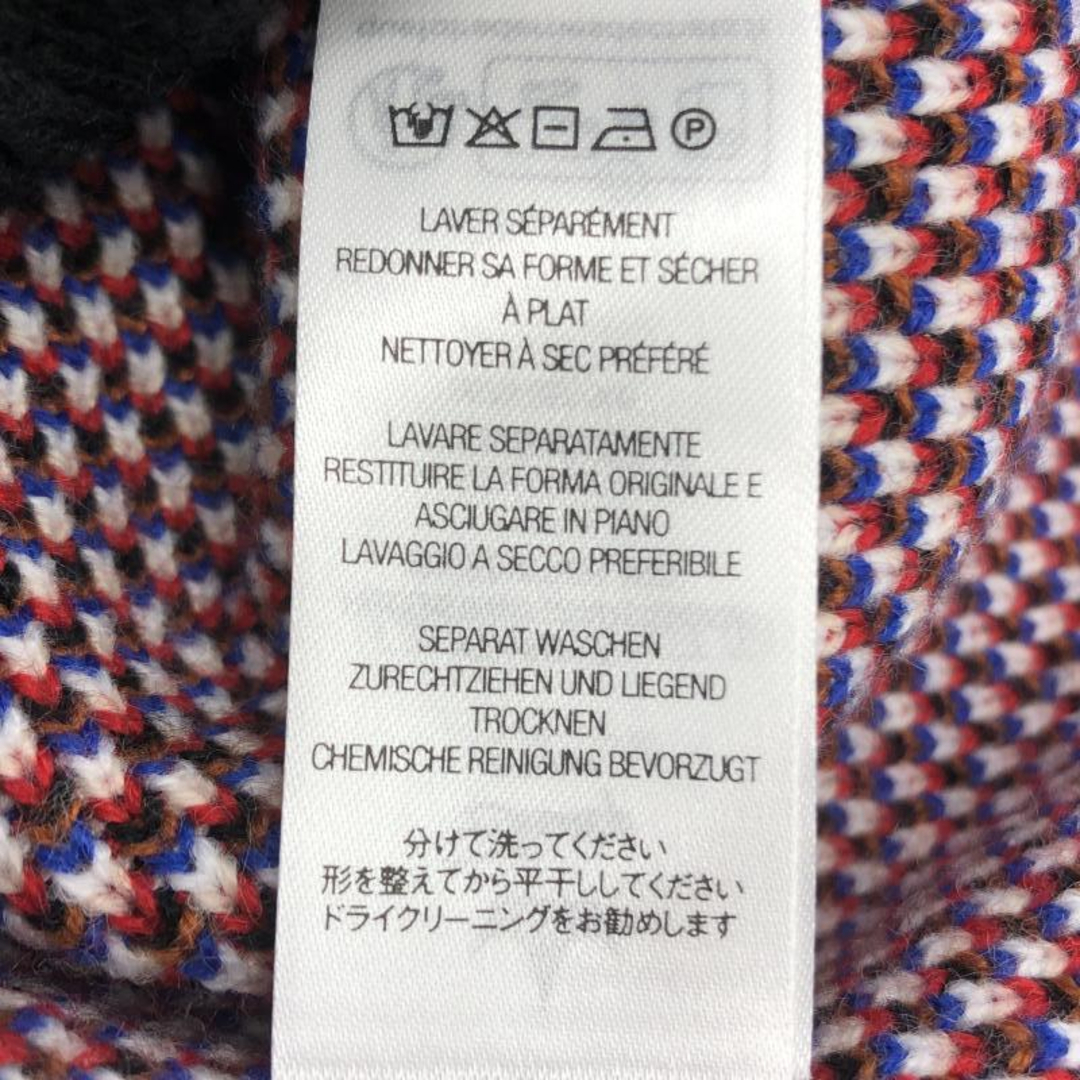 P
LAVER SÉPARÉMENT
REDONNER SA FORME ET SÉCHER
À PLAT
NETTOYER À SEC PRÉFÉRÉ
LAVARE SEPARATAMENTE
RESTITUIRE LA FORMA ORIGINALE E
ASCIUGARE IN PIANO
LAVAGGIO A SECCO PREFERIBILE
SEPARAT WASCHEN
ZURECHTZIEHEN UND LIEGEND
TROCKNEN
CHEMISCHE REINIGUNG BEVORZUGT
分けて洗ってください
形を整えてから平干ししてください
ドライクリーニングをお勧めします